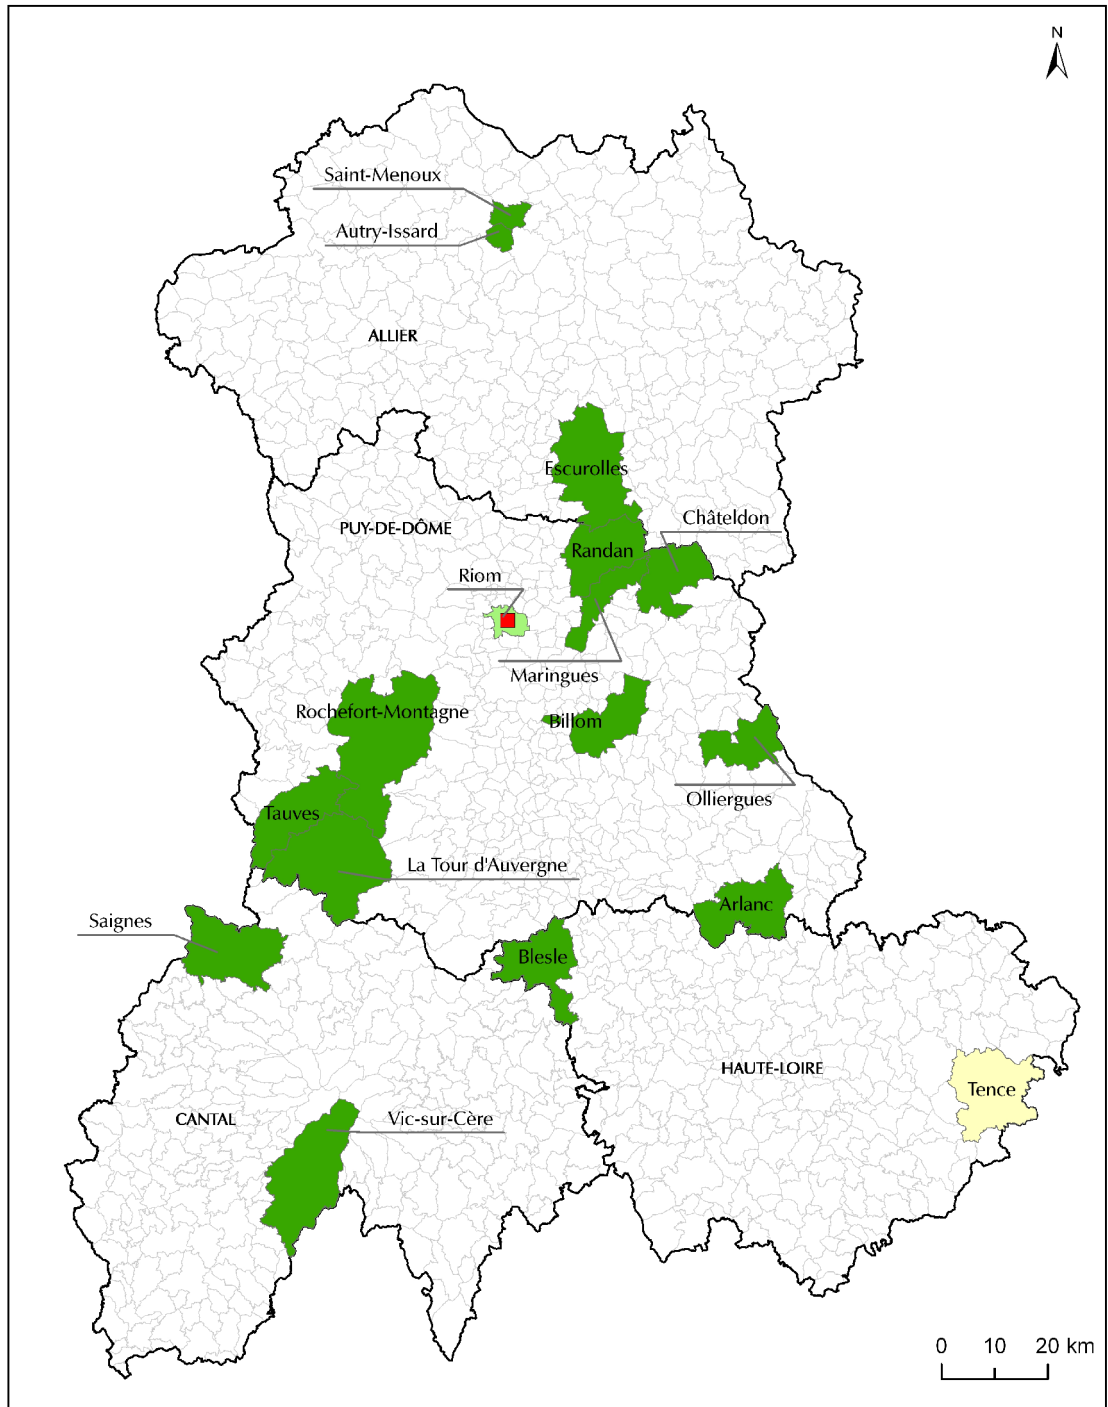 N
Saint-Menoux
Autry-Issard
ALLIER
Escurolles
Châteldon
PUY-DE-DÔME
Randan
Riom
Maringues
Rochefort-Montagne
Billom
Olliergues
Tauves
La Tour d'Auvergne
Arlanc
Saignes
Blesle
HAUTE-LOIRE
Tence
CANTAL
Vic-sur-Cère
0 10 20 km